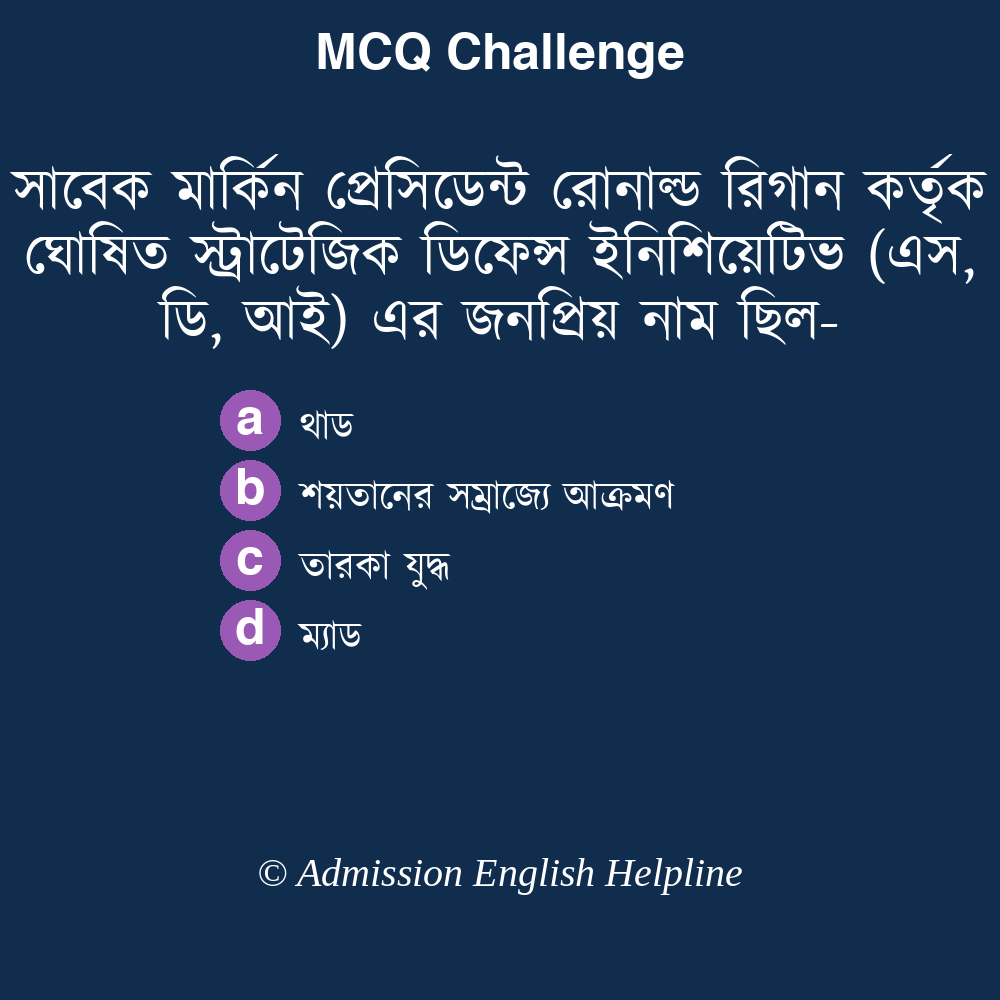 MCQ Challenge
সাবেক মার্কিন প্রেসিডেন্ট রোনাল্ড রিগান কর্তৃক
ঘোষিত স্ট্রাটেজিক ডিফেন্স ইনিশিয়েটিভ (এস,
ডি, আই) এর জনপ্রিয় নাম ছিল-
a থাড
b শয়তানের সম্রাজ্যে আক্রমণ
c তারকা যুদ্ধ
d ম্যাড
© Admission English Helpline